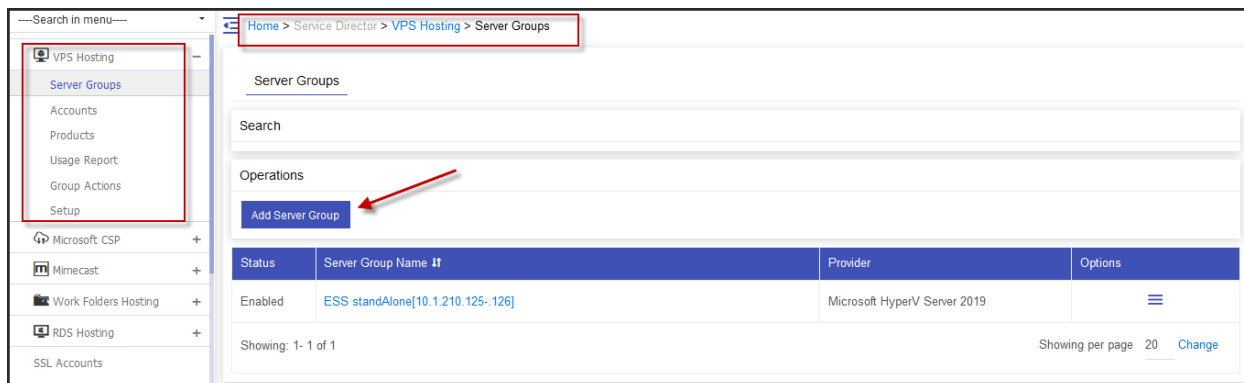 ----Search in menu----
Home > Service Director > VPS Hosting > Server Groups
VPS Hosting
Server Groups
Accounts
Products
Usage Report
Group Actions
Setup
Microsoft CSP
Mimecast
Work Folders Hosting
RDS Hosting
SSL Accounts
Server Groups
Search
Operations
Add Server Group
Status Server Group Name Provider Options
Enabled ESS standAlone[10.1.210.125-.126] Microsoft HyperV Server 2019
Showing: 1- 1 of 1 Showing per page 20 Change